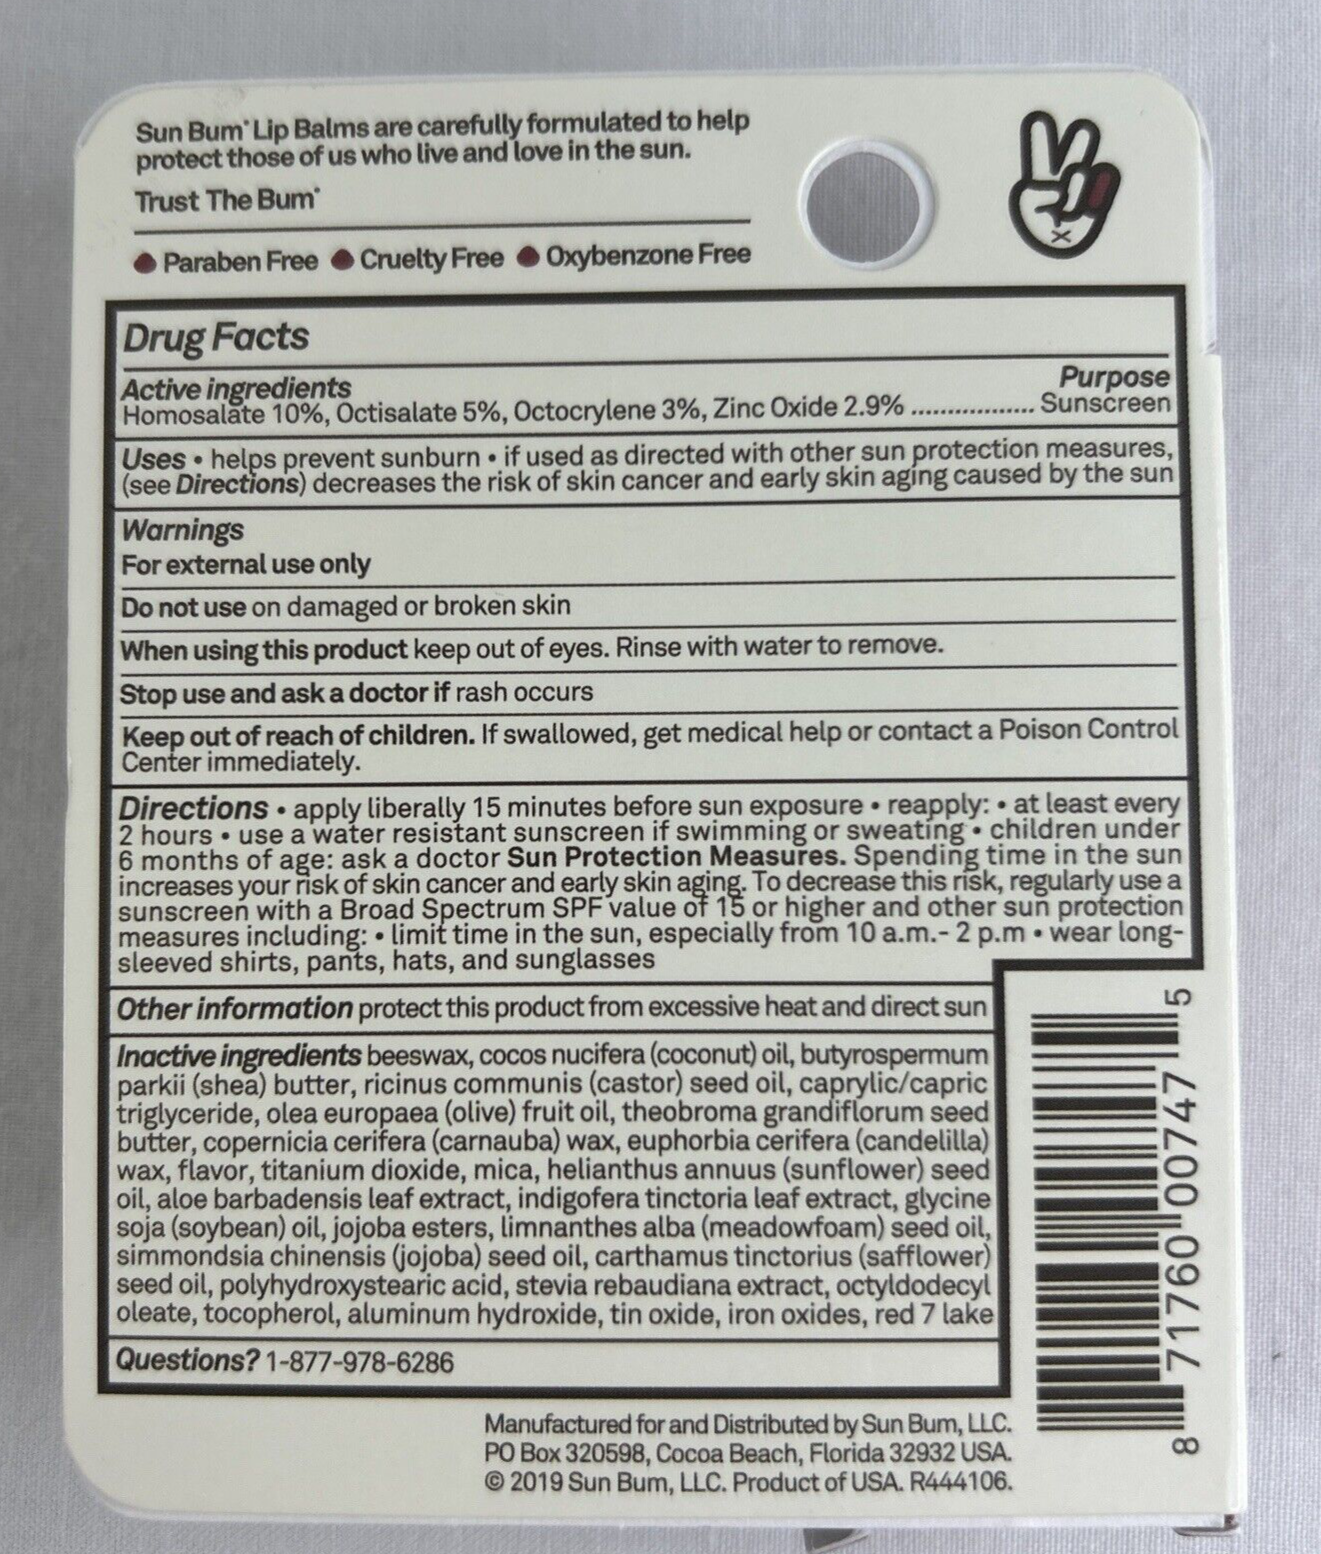 Sun Bum® Lip Balms are carefully formulated to help
protect those of us who live and love in the sun.
Trust The Bum®
Paraben Free Cruelty Free Oxybenzone Free
Drug Facts
Active ingredients Purpose
Homosalate 10%, Octisalate 5%, Octocrylene 3%, Zinc Oxide 2.9% .................. Sunscreen
Uses • helps prevent sunburn • if used as directed with other sun protection measures,
(see Directions) decreases the risk of skin cancer and early skin aging caused by the sun
Warnings
For external use only
Do not use on damaged or broken skin
When using this product keep out of eyes. Rinse with water to remove.
Stop use and ask a doctor if rash occurs
Keep out of reach of children. If swallowed, get medical help or contact a Poison Control
Center immediately.
Directions • apply liberally 15 minutes before sun exposure • reapply: • at least every
2 hours • use a water resistant sunscreen if swimming or sweating • children under
6 months of age: ask a doctor Sun Protection Measures. Spending time in the sun
increases your risk of skin cancer and early skin aging. To decrease this risk, regularly use a
sunscreen with a Broad Spectrum SPF value of 15 or higher and other sun protection
measures including: • limit time in the sun, especially from 10 a.m.- 2 p.m • wear long-
sleeved shirts, pants, hats, and sunglasses
Other information protect this product from excessive heat and direct sun
Inactive ingredients beeswax, cocos nucifera (coconut) oil, butyrospermum
parkii (shea) butter, ricinus communis (castor) seed oil, caprylic/capric
triglyceride, olea europaea (olive) fruit oil, theobroma grandiflorum seed
butter, copernicia cerifera (carnauba) wax, euphorbia cerifera (candelilla)
wax, flavor, titanium dioxide, mica, helianthus annuus (sunflower) seed
oil, aloe barbadensis leaf extract, indigofera tinctoria leaf extract, glycine
soja (soybean) oil, jojoba esters, limnanthes alba (meadowfoam) seed oil,
simmondsia chinensis (jojoba) seed oil, carthamus tinctorius (safflower)
seed oil, polyhydroxystearic acid, stevia rebaudiana extract, octyldodecyl
oleate, tocopherol, aluminum hydroxide, tin oxide, iron oxides, red 7 lake
Questions? 1-877-978-6286
8 71760 00747 5
Manufactured for and Distributed by Sun Bum, LLC.
PO Box 320598, Cocoa Beach, Florida 32932 USA.
© 2019 Sun Bum, LLC. Product of USA. R444106.